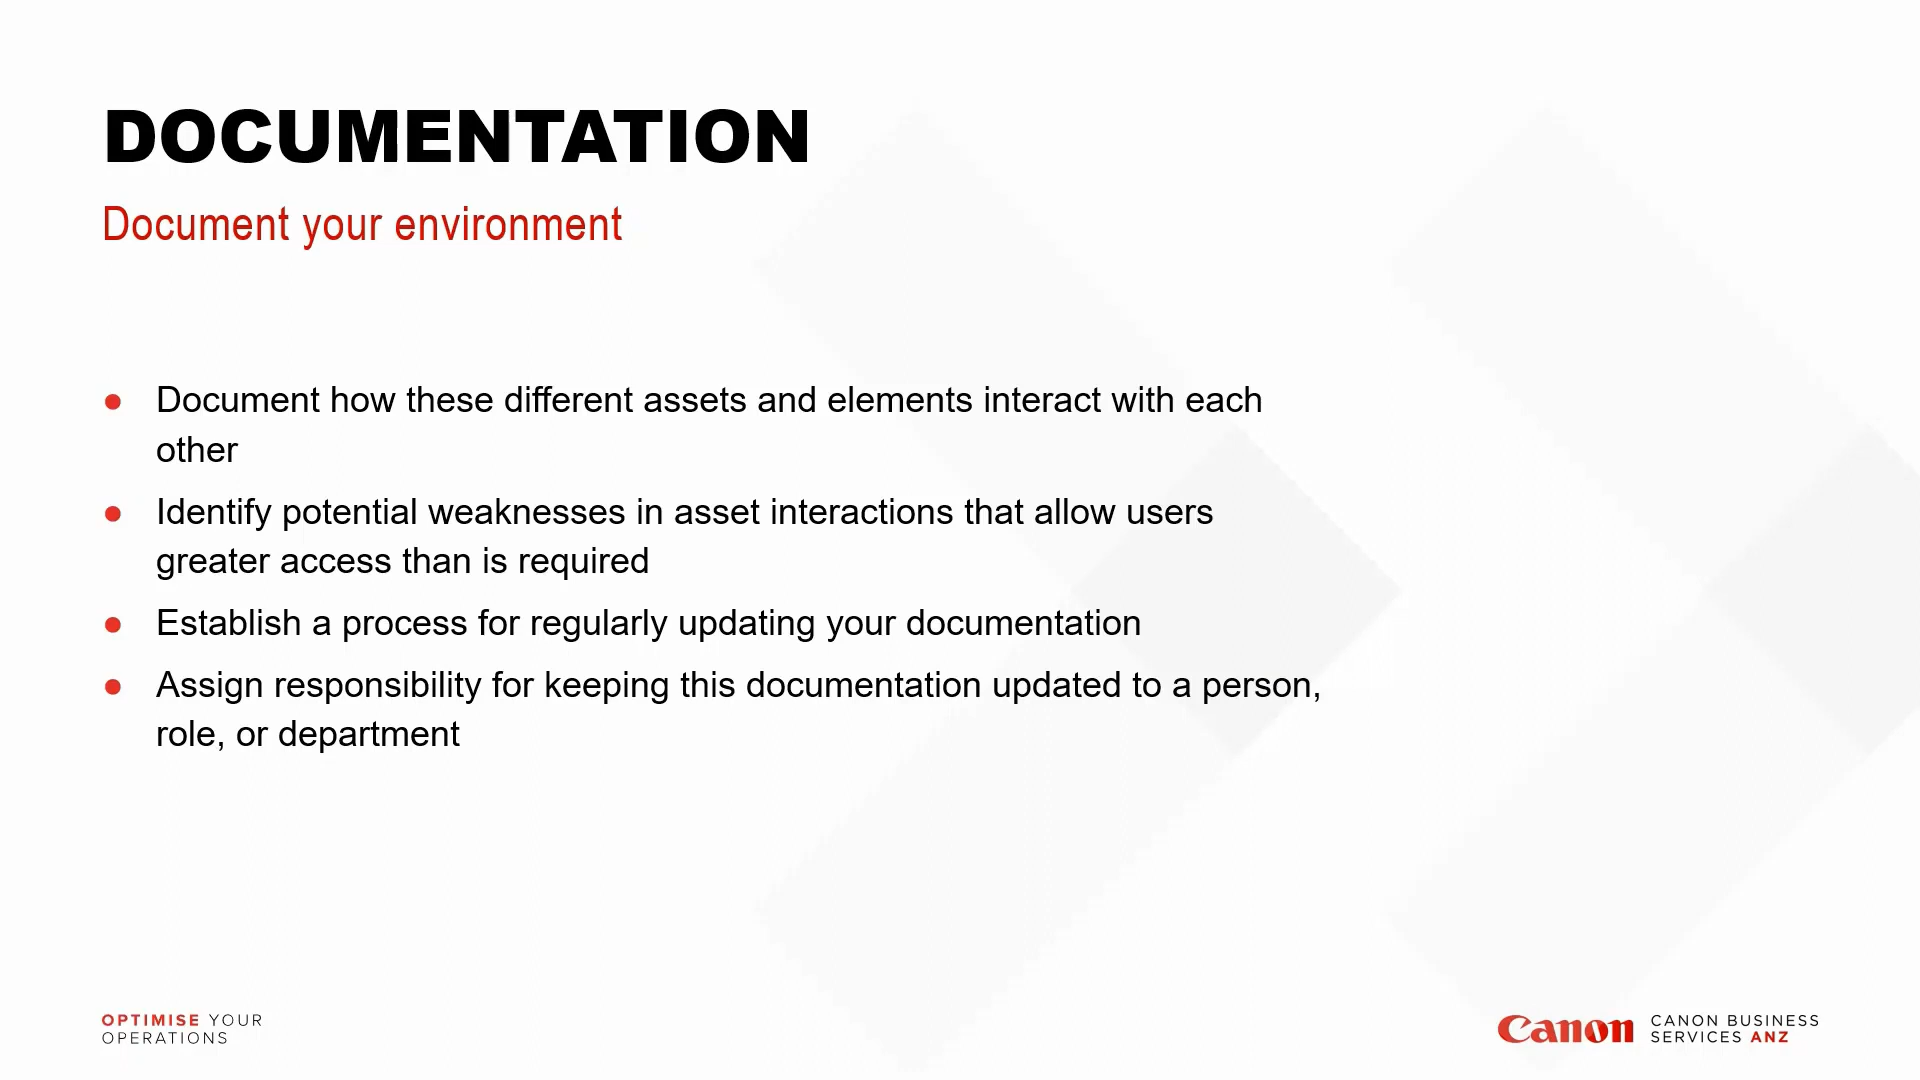 DOCUMENTATION
Document your environment
● Document how these different assets and elements interact with each
other
● Identify potential weaknesses in asset interactions that allow users
greater access than is required
● Establish a process for regularly updating your documentation
● Assign responsibility for keeping this documentation updated to a person,
role, or department
OPTIMISE YOUR
OPERATIONS
Canon
CANON BUSINESS
SERVICES ANZ